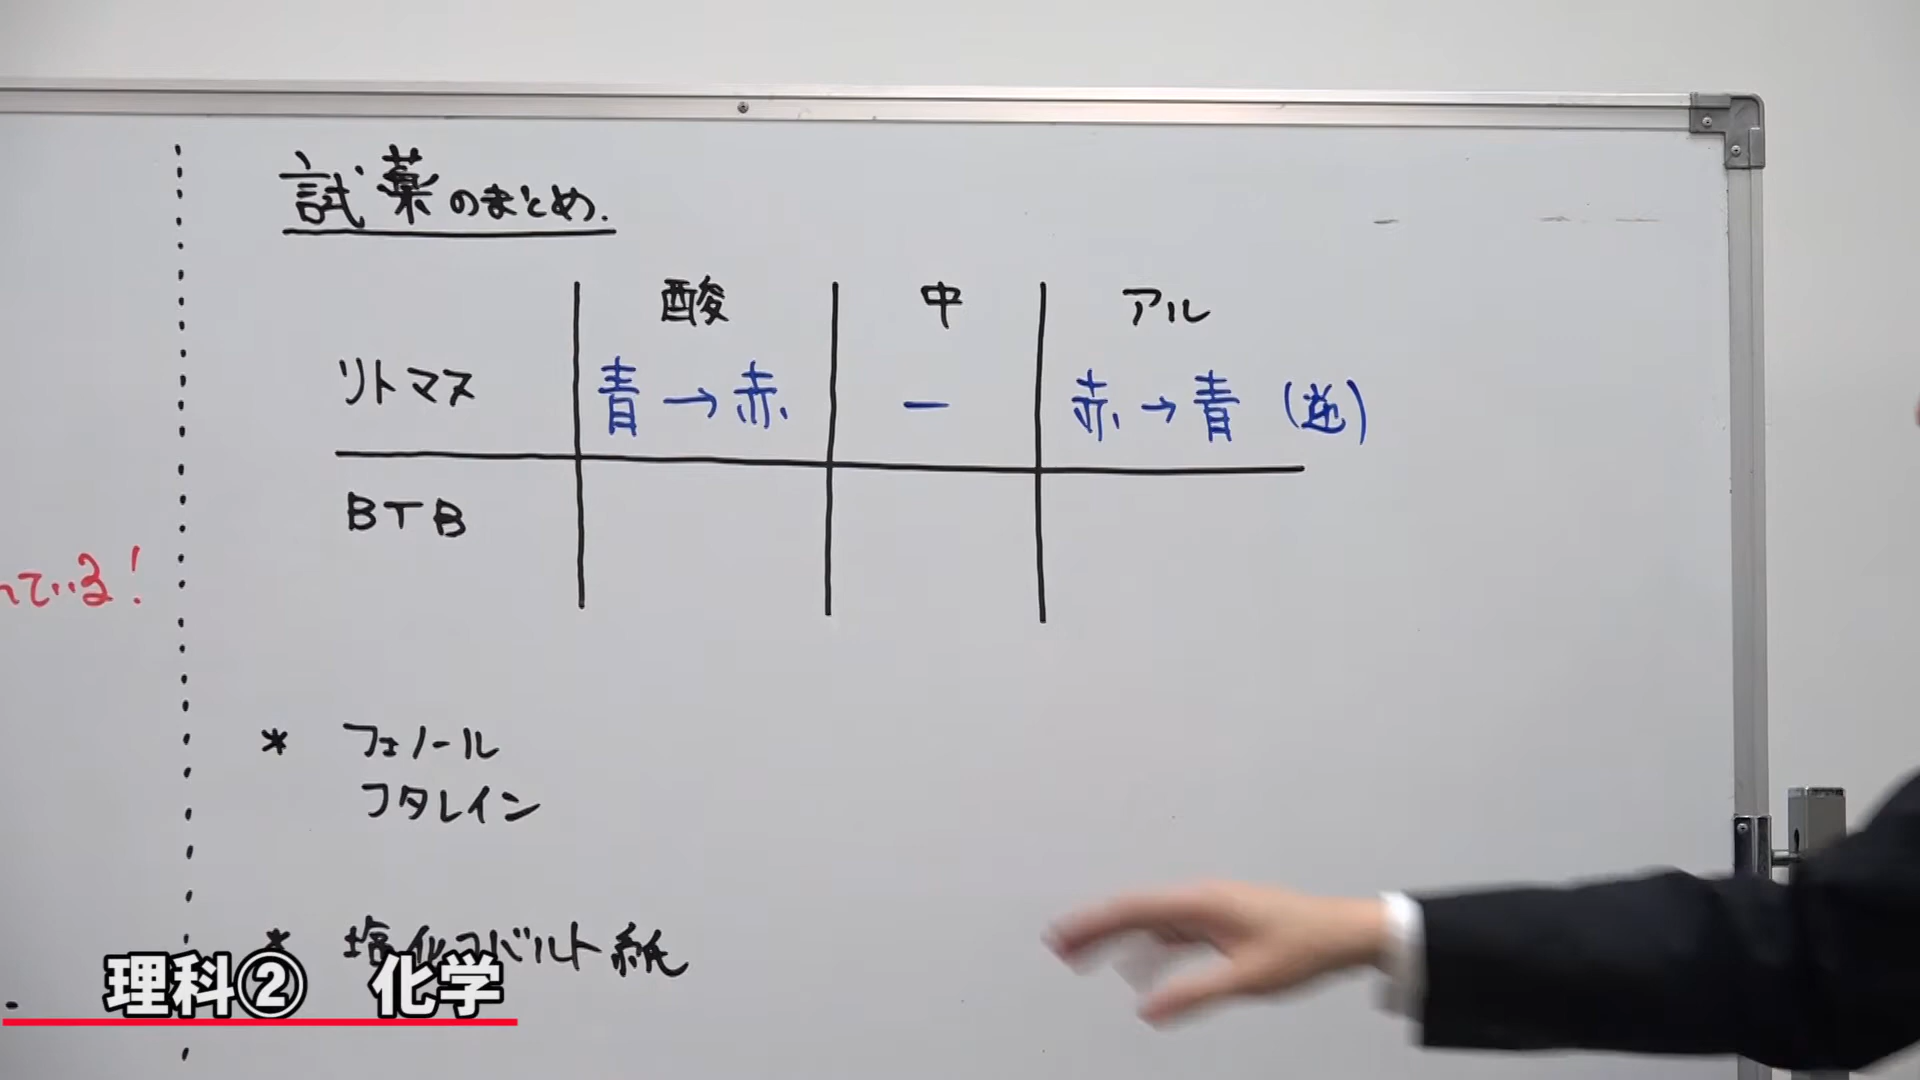 試薬のまとめ.
酸 中 アル
リトマス 青→赤 ー 赤→青 (逆)
BTB
ている!
* フェノール
フタレイン
* 塩化コバルト紙
理科② 化学